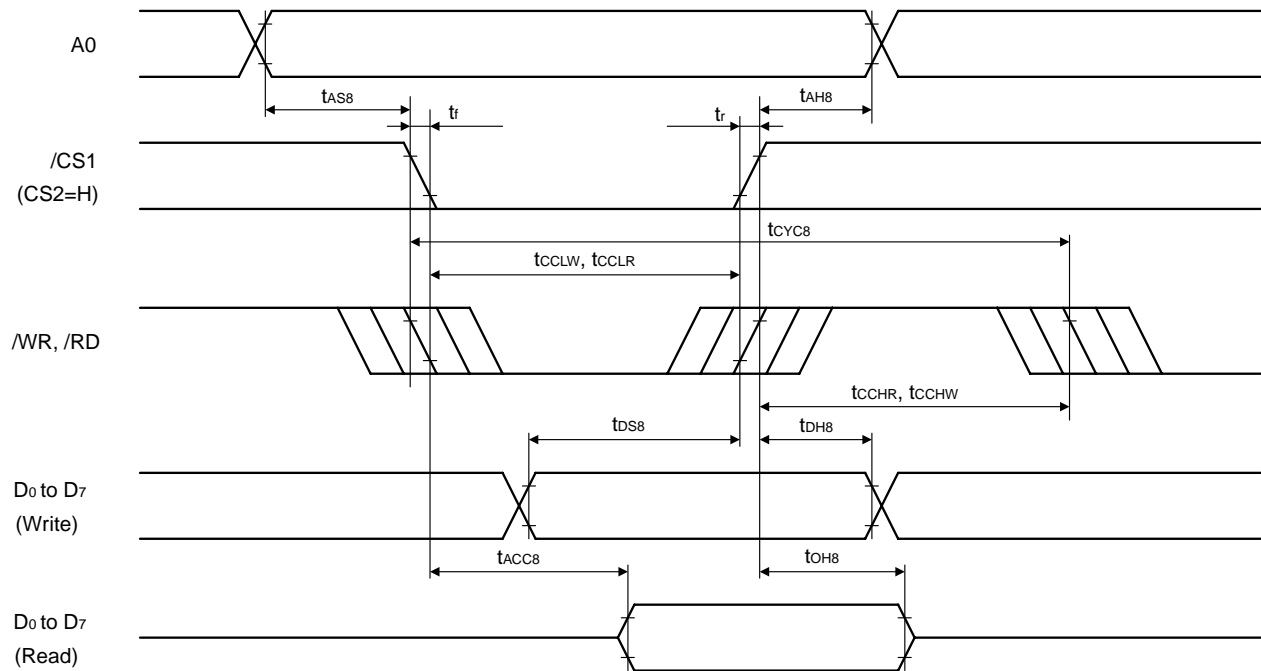 A0
tAS8
tf
tr
tAH8
/CS1
(CS2=H)
tCYC8
tCCLW, tCCLR
/WR, /RD
tCCHR, tCCHW
tDS8
tDH8
D0 to D7
(Write)
tACC8
tOH8
D0 to D7
(Read)